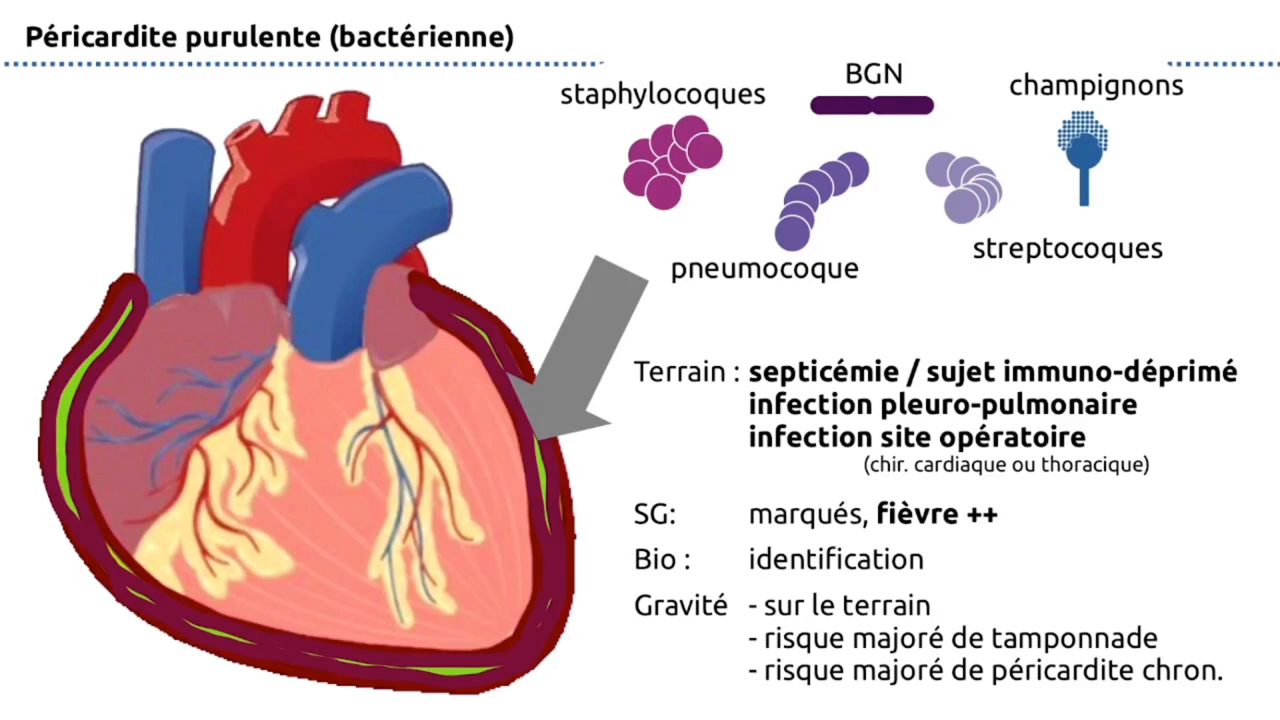 Péricardite purulente (bactérienne)
staphylocoques
BGN
champignons
pneumocoque
streptocoques
Terrain : septicémie / sujet immuno-déprimé
infection pleuro-pulmonaire
infection site opératoire
(chir. cardiaque ou thoracique)
SG: marqués, fièvre ++
Bio : identification
Gravité - sur le terrain
- risque majoré de tamponnade
- risque majoré de péricardite chron.